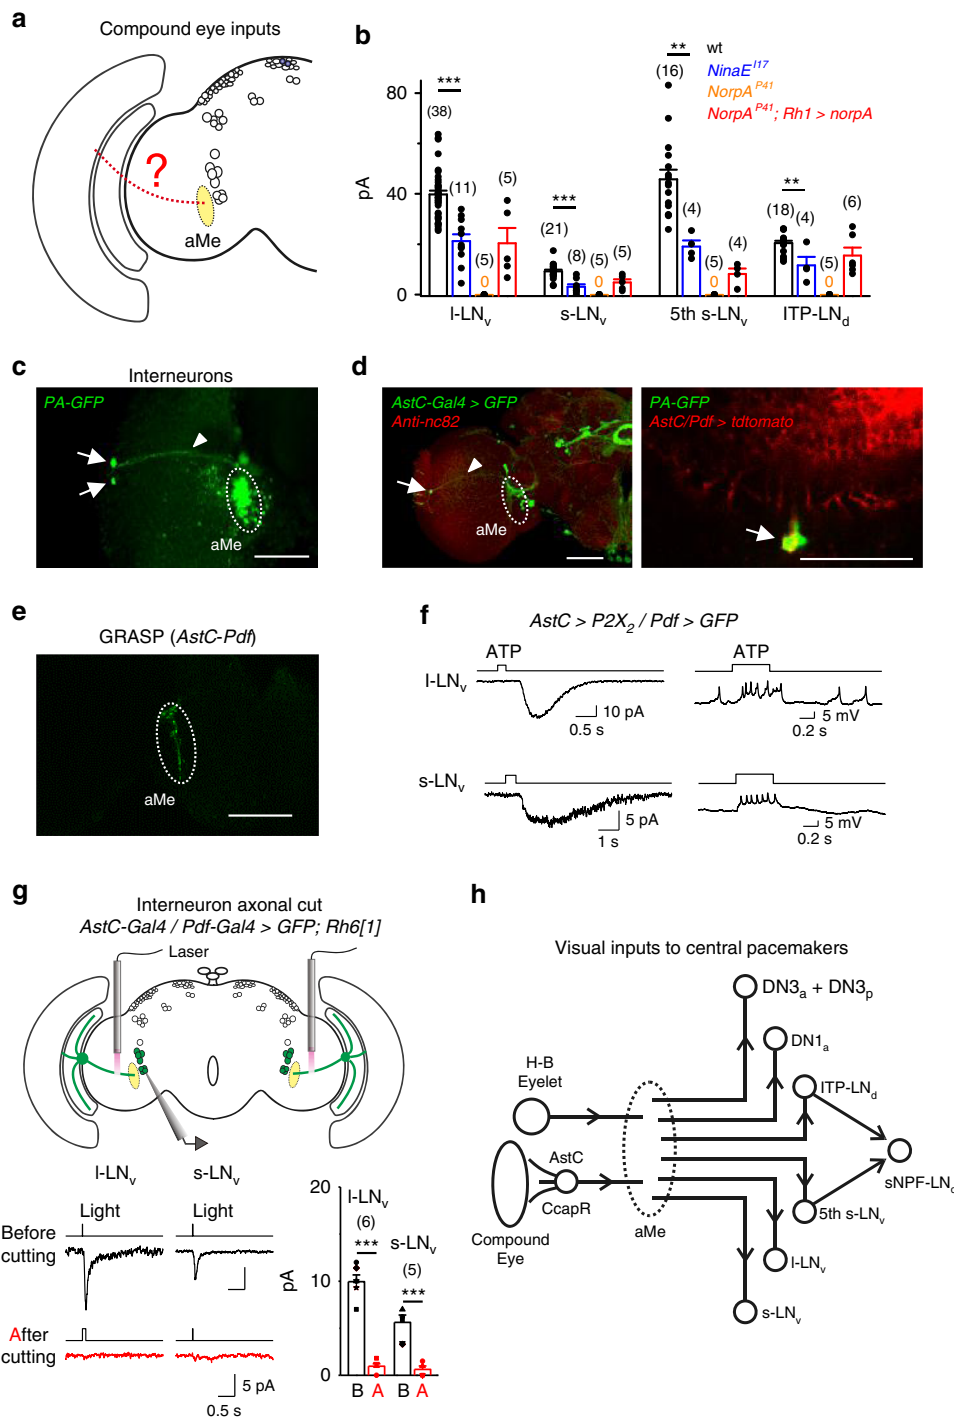 a
Compound eye inputs
?
aMe
b
wt
NinaE^I17
NorpA^P41
NorpA^P41; Rh1 > norpA
pA
80
40
0
*** (38) (11) (5) 0 (5)
*** (21) (8) (5) 0 (5)
** (16) (4) (5) 0 (4)
** (18) (4) (5) 0 (6)
l-LNv s-LNv 5th s-LNv ITP-LNd
c
Interneurons
PA-GFP
aMe
d
AstC-Gal4 > GFP
Anti-nc82
aMe
PA-GFP
AstC/Pdf > tdtomato
e
GRASP (AstC-Pdf)
aMe
f
AstC > P2X2 / Pdf > GFP
ATP ATP
l-LNv
10 pA
0.5 s
5 mV
0.2 s
s-LNv
5 pA
1 s
5 mV
0.2 s
g
Interneuron axonal cut
AstC-Gal4 / Pdf-Gal4 > GFP; Rh6[1]
Laser
l-LNv s-LNv
Light Light
Before
cutting
After
cutting
5 pA
0.5 s
pA
20
10
0
l-LNv
(6)
***
s-LNv
(5)
***
B A B A
h
Visual inputs to central pacemakers
DN3a + DN3p
DN1a
H-B
Eyelet
ITP-LNd
AstC
CcapR
sNPF-LNd
5th s-LNv
Compound
Eye
aMe
l-LNv
s-LNv